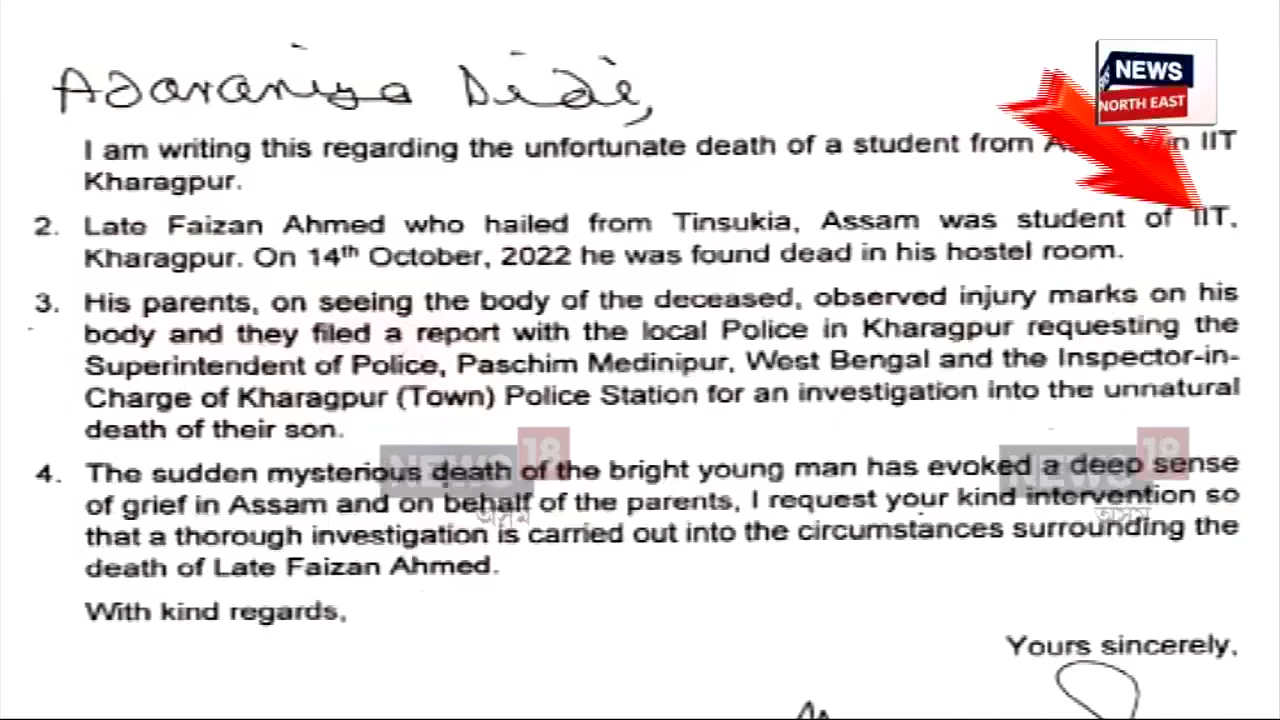 Adaraniya Didi,
NEWS
NORTH EAST
I am writing this regarding the unfortunate death of a student from in IIT
Kharagpur.
2. Late Faizan Ahmed who hailed from Tinsukia, Assam was student of IIT,
Kharagpur. On 14th October, 2022 he was found dead in his hostel room.
3. His parents, on seeing the body of the deceased, observed injury marks on his
body and they filed a report with the local Police in Kharagpur requesting the
Superintendent of Police, Paschim Medinipur, West Bengal and the Inspector-in-
Charge of Kharagpur (Town) Police Station for an investigation into the unnatural
death of their son.
4. The sudden mysterious death of the bright young man has evoked a deep sense
of grief in Assam and on behalf of the parents, I request your kind intervention so
that a thorough investigation is carried out into the circumstances surrounding the
death of Late Faizan Ahmed.
With kind regards,
Yours sincerely,
NEWS 18
অসম
NEWS 18
অসম